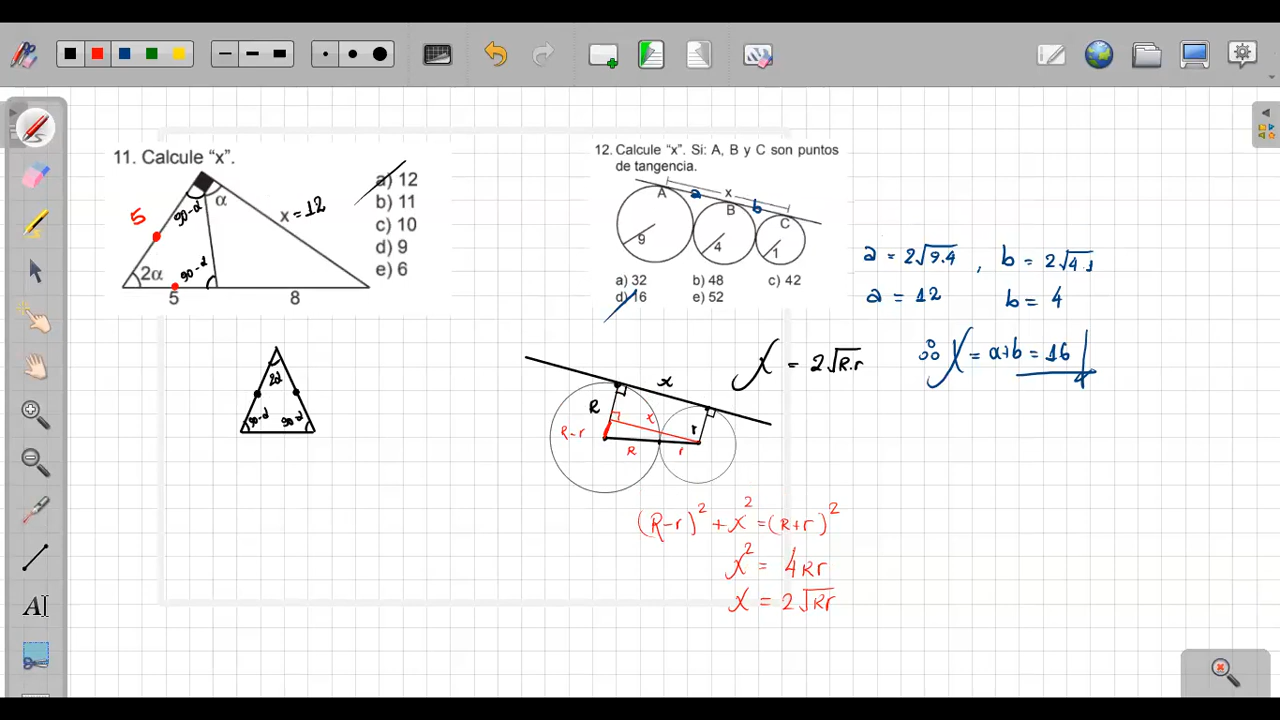 11. Calcule “x”.
a) 12
b) 11
c) 10
d) 9
e) 6
5
90-α
α
x = 12
2α
90-α
5
8
2α
90-α
90-α
12. Calcule “x”. Si: A, B y C son puntos
de tangencia.
A
a
x
B
b
C
9
4
1
a) 32
b) 48
c) 42
d) 16
e) 52
a = 2√9.4 , b = 2√4.1
a = 12
b = 4
∴ X = a+b = 16
X = 2√R.r
x
R
x
r
R-r
R
r
(R-r)² + x² = (R+r)²
x² = 4Rr
x = 2√Rr
A